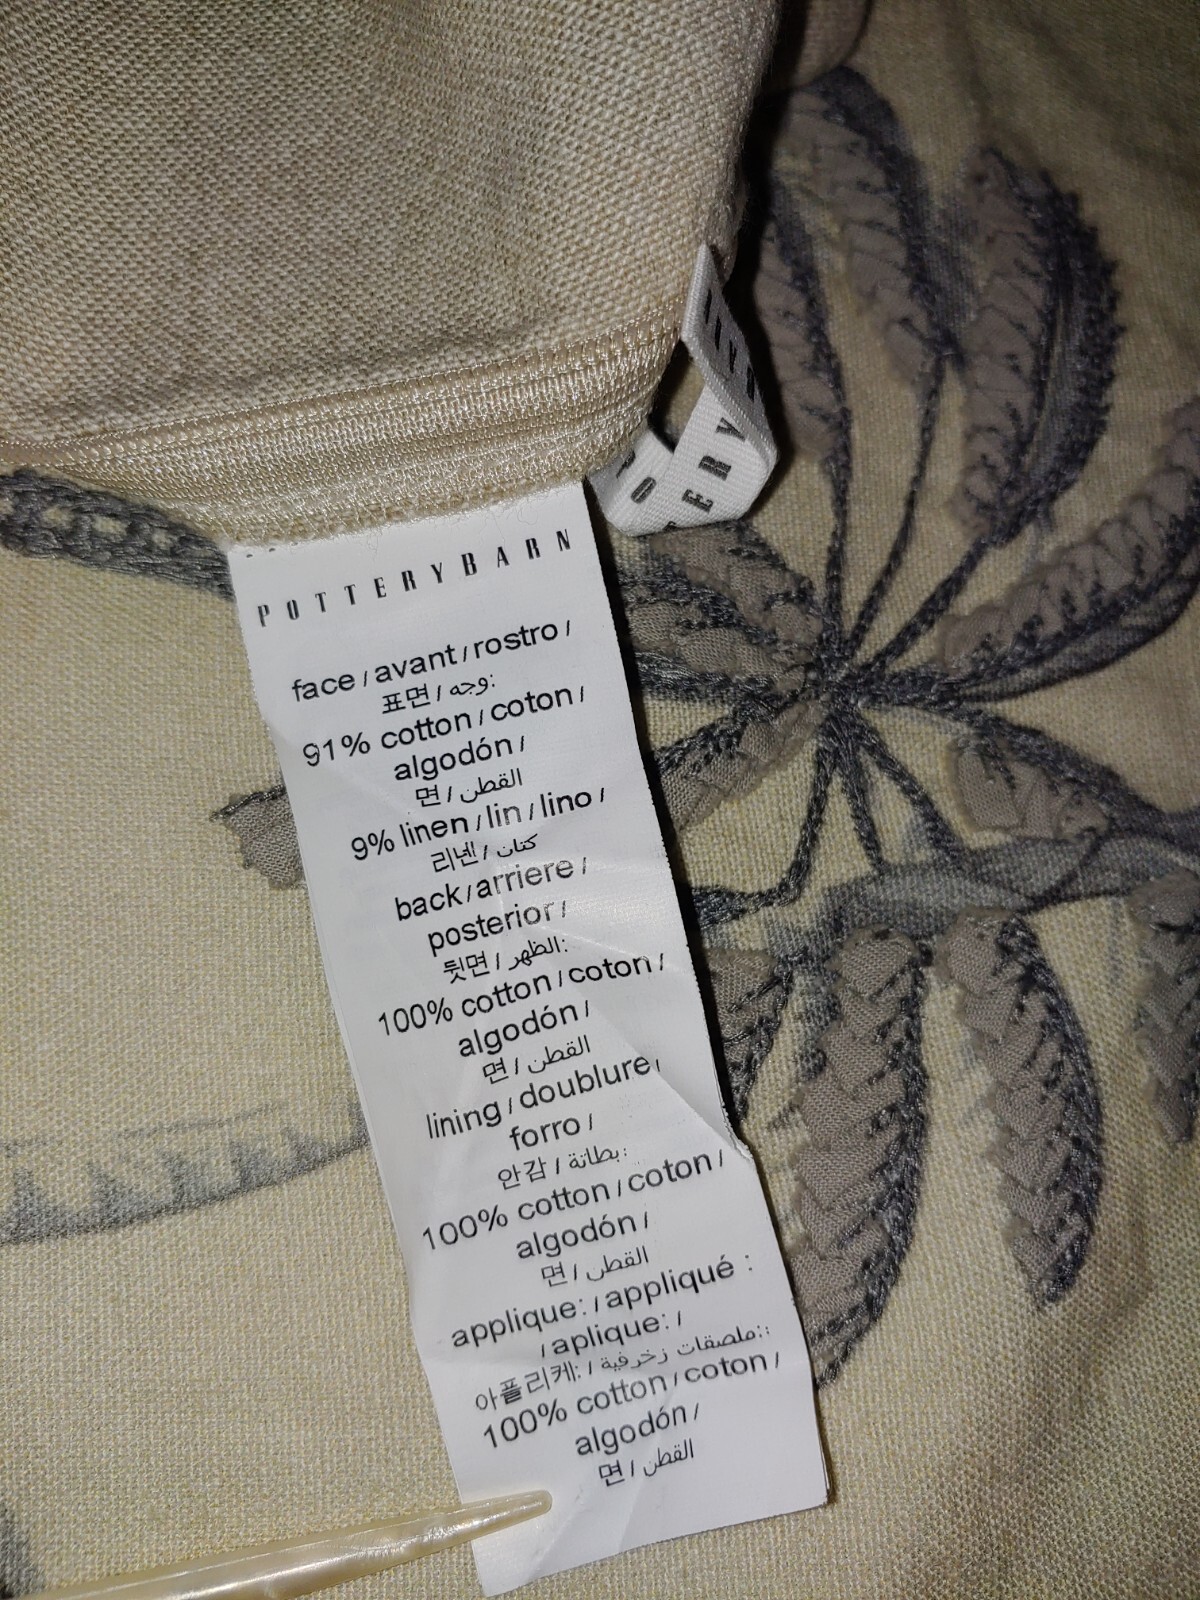 POTTERYBARN
face / avant / rostro /
표면 / وجه:
91% cotton / coton /
algodón /
면 / القطن
9% linen / lin / lino /
리넨 / كتان
back / arriere /
posterior /
뒷면 / الظهر:
100% cotton / coton /
algodón /
면 / القطن
lining / doublure /
forro /
안감 / بطانة:
100% cotton / coton /
algodón /
면 / القطن
applique: / appliqué :
/ aplique: /
아플리케: / ملصقات زخرفية::
100% cotton / coton /
algodón /
면 / القطن